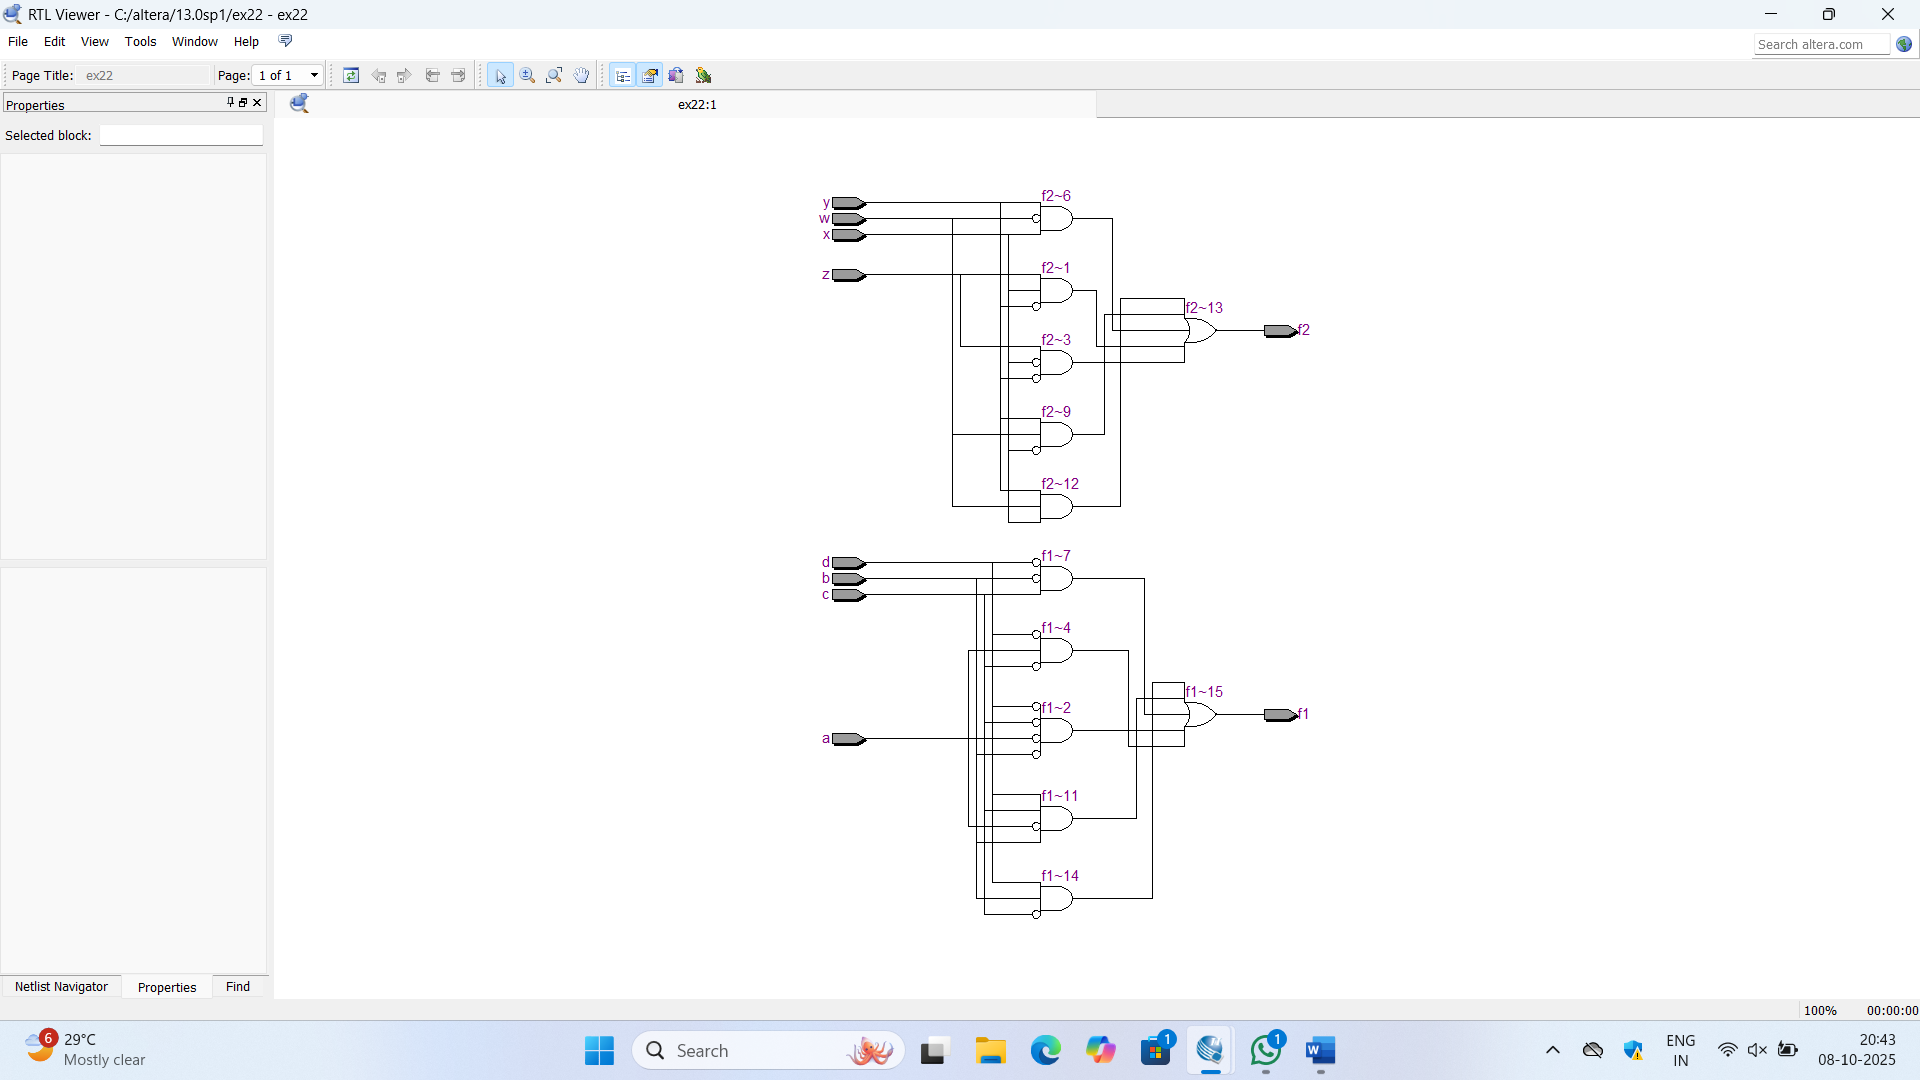 RTL Viewer - C:/altera/13.0sp1/ex22 - ex22
File Edit View Tools Window Help
Search altera.com
Page Title: ex22 Page: 1 of 1
Properties
ex22:1
Selected block:
f2~6
y
w
x
f2~1
z
f2~13
f2
f2~3
f2~9
f2~12
f1~7
d
b
c
f1~4
f1~15
f1
f1~2
a
f1~11
f1~14
Netlist Navigator Properties Find
100% 00:00:00
6
29°C
Mostly clear
Search
1
1
W
ENG
IN
20:43
08-10-2025